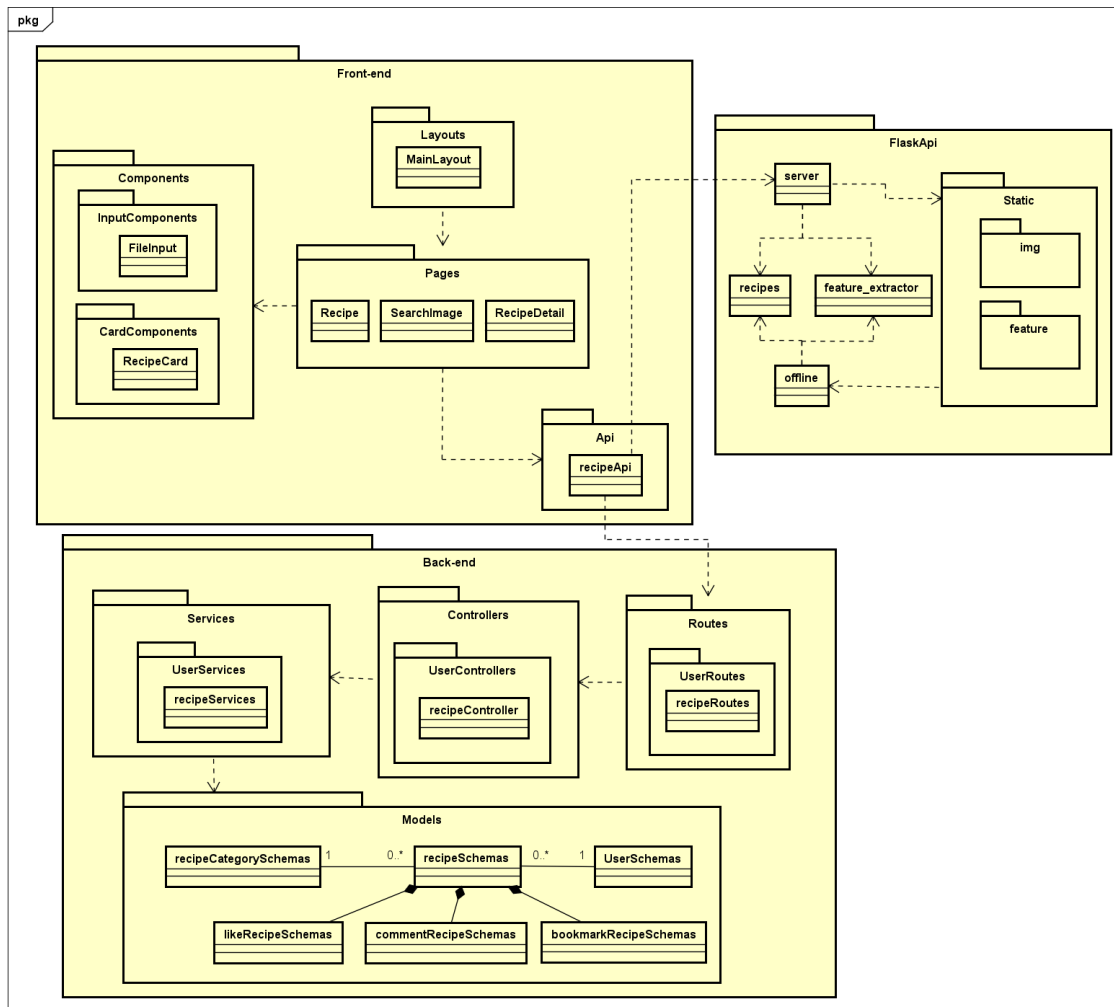 pkg
Front-end
Layouts
MainLayout
Components
InputComponents
FileInput
CardComponents
RecipeCard
Pages
Recipe
SearchImage
RecipeDetail
Api
recipeApi
FlaskApi
server
Static
img
feature
recipes
feature_extractor
offline
Back-end
Services
UserServices
recipeServices
Controllers
UserControllers
recipeController
Routes
UserRoutes
recipeRoutes
Models
recipeCategorySchemas
1
0..*
recipeSchemas
0..*
1
UserSchemas
likeRecipeSchemas
commentRecipeSchemas
bookmarkRecipeSchemas